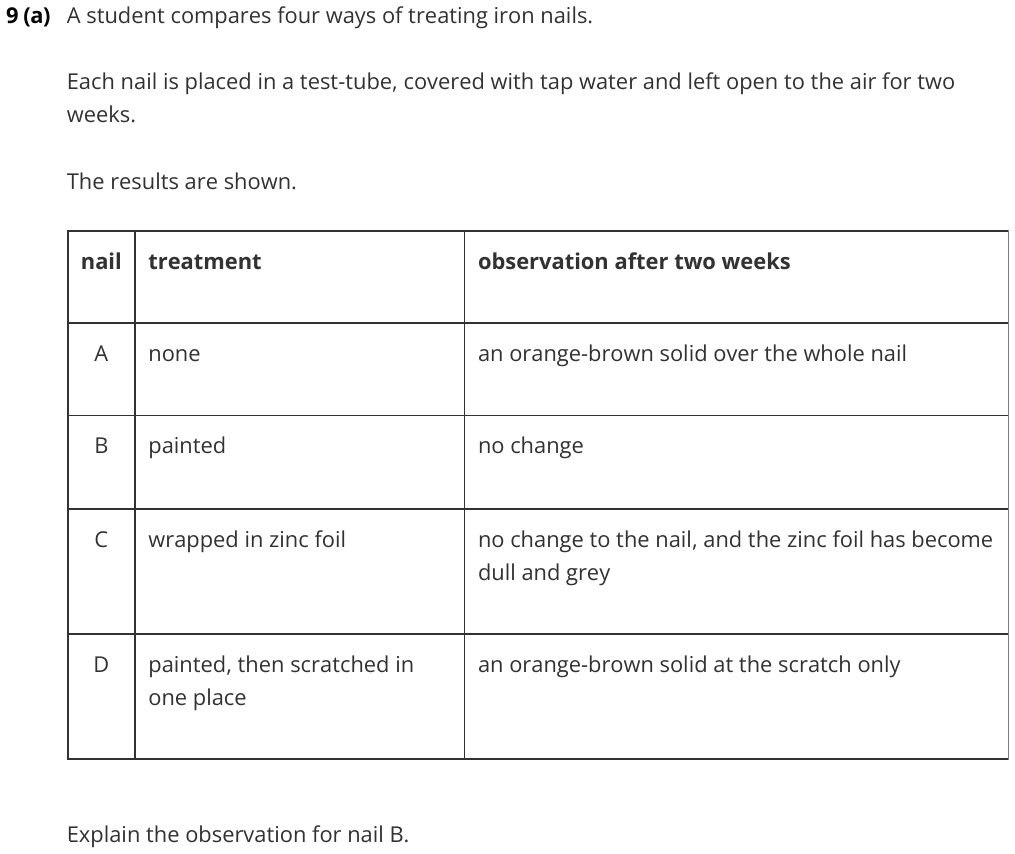 9 (a) A student compares four ways of treating iron nails.
Each nail is placed in a test-tube, covered with tap water and left open to the air for two
weeks.
The results are shown.
nail treatment observation after two weeks
A none an orange-brown solid over the whole nail
B painted no change
C wrapped in zinc foil no change to the nail, and the zinc foil has become
dull and grey
D painted, then scratched in an orange-brown solid at the scratch only
one place
Explain the observation for nail B.